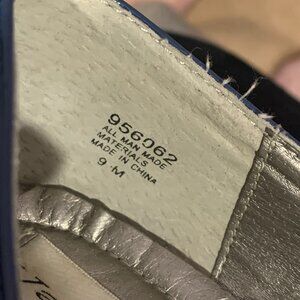 956062
ALL MAN MADE
MATERIALS
MADE IN CHINA
9 M